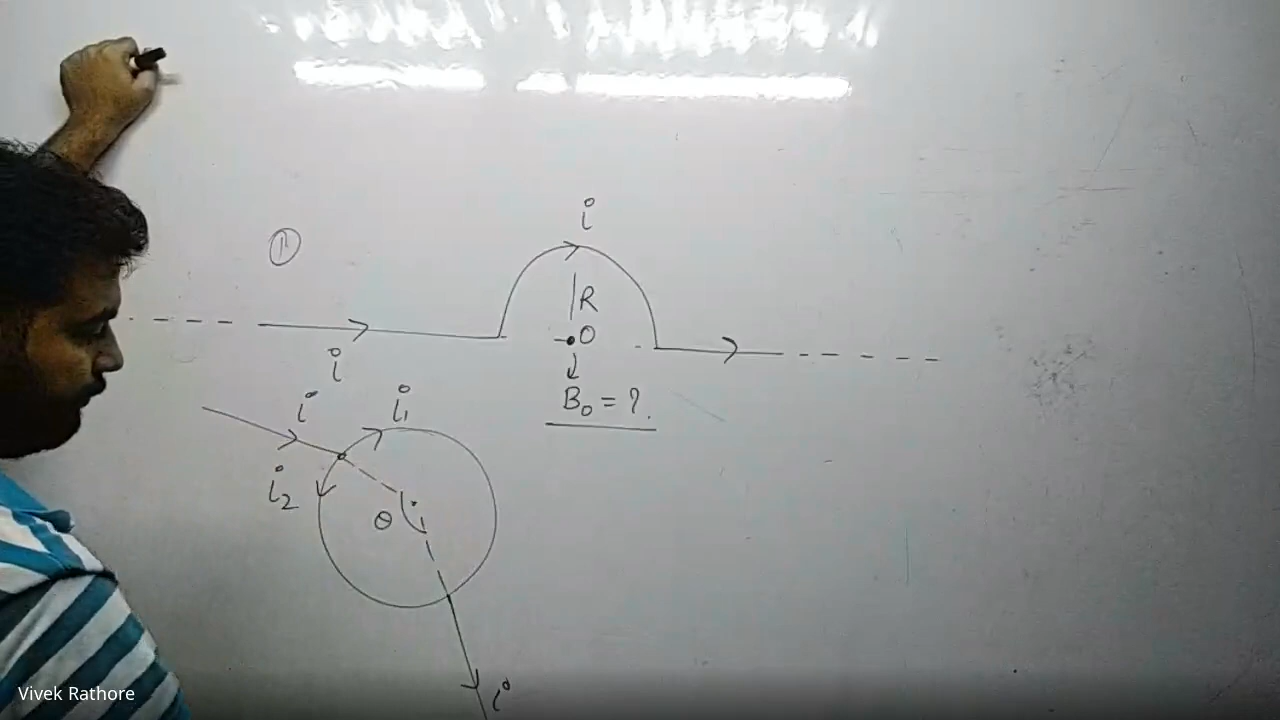 ①
i
R
O
i
B₀ = ?.
i
i₁
i₂
θ
i
Vivek Rathore